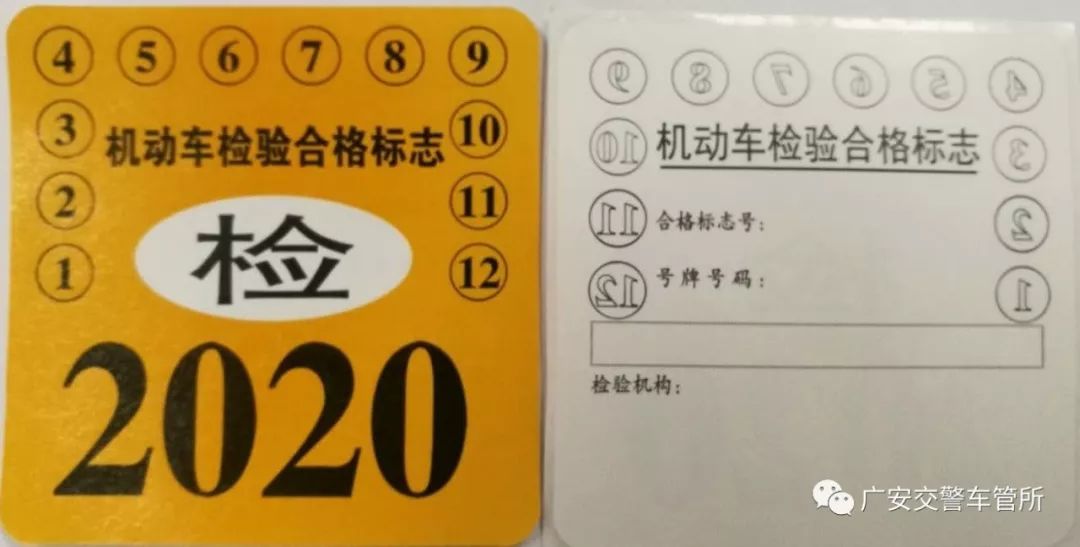 4 5 6 7 8 9
3 机动车检验合格标志 10
2 11
1 检 12
2020
9 8 7 6 5 4
10 机动车检验合格标志 3
11 合格标志号： 2
12 号牌号码： 1
检验机构：
广安交警车管所